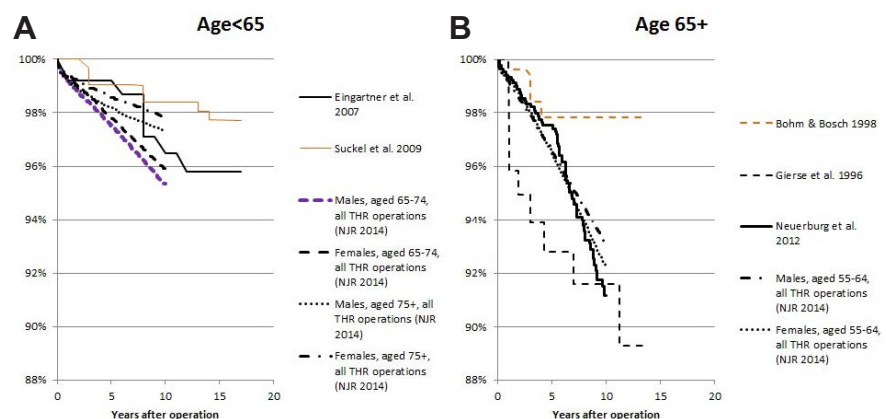 A
Age<65
100%
98%
96%
94%
92%
90%
88%
0
5
10
15
20
Years after operation
Eingartner et al.
2007
Suckel et al. 2009
Males, aged 65-74,
all THR operations
(NJR 2014)
Females, aged 65-74,
all THR operations
(NJR 2014)
Males, aged 75+, all
THR operations (NJR
2014)
Females, aged 75+,
all THR operations
(NJR 2014)
B
Age 65+
100%
98%
96%
94%
92%
90%
88%
0
5
10
15
20
Years after operation
Bohm & Bosch 1998
Gierse et al. 1996
Neuerburg et al.
2012
Males, aged 55-64,
all THR operations
(NJR 2014)
Females, aged 55-64,
all THR operations
(NJR 2014)